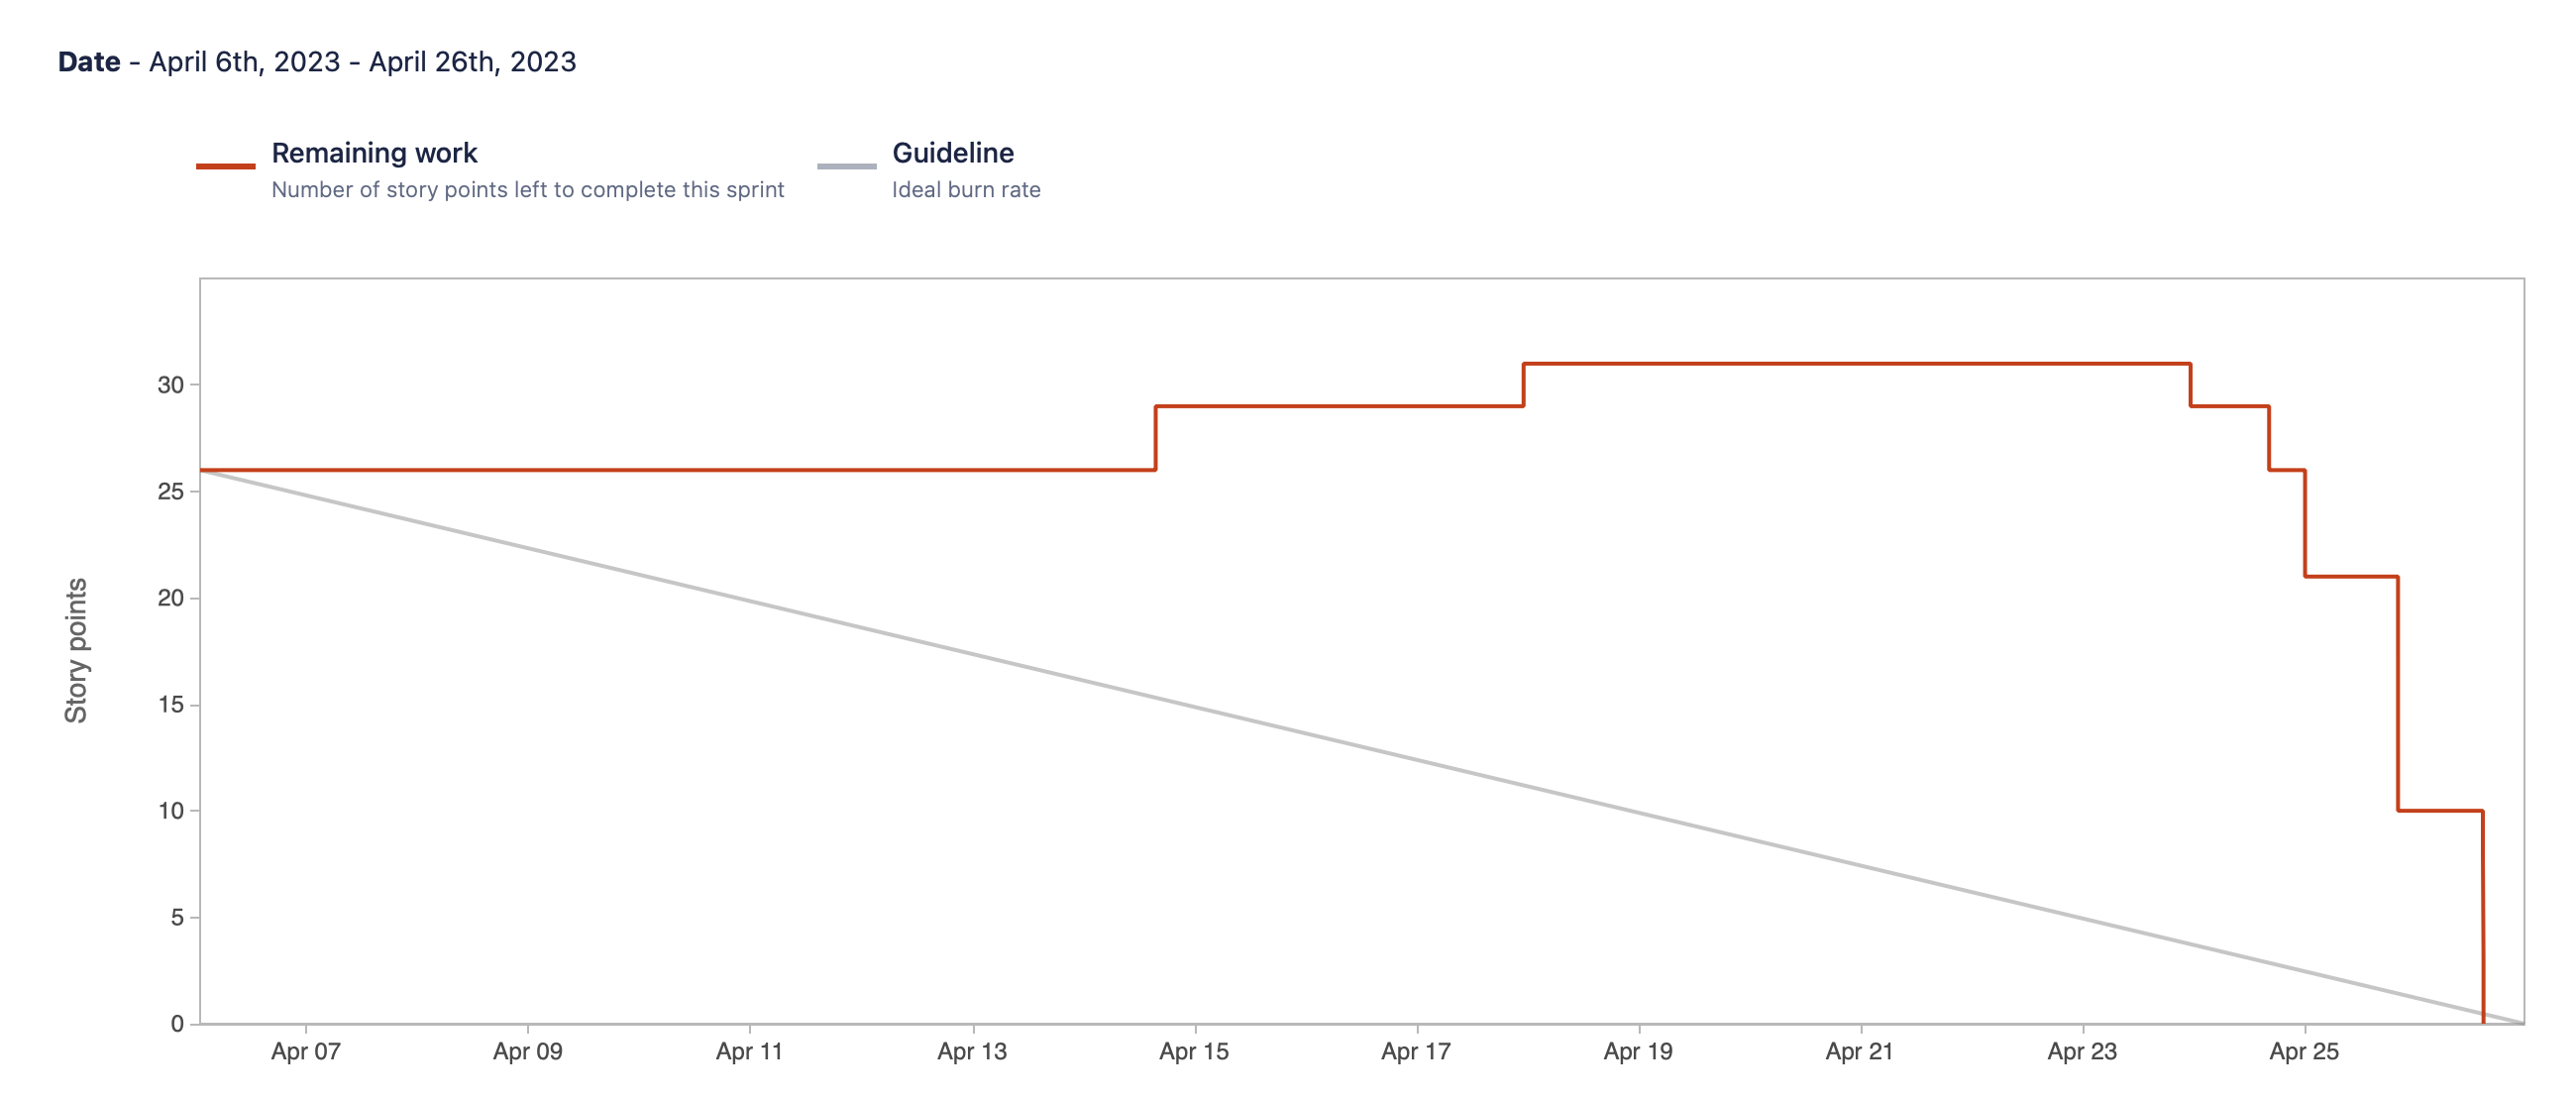 Date - April 6th, 2023 - April 26th, 2023
Remaining work
Number of story points left to complete this sprint
Guideline
Ideal burn rate
Story points
30
25
20
15
10
5
0
Apr 07 Apr 09 Apr 11 Apr 13 Apr 15 Apr 17 Apr 19 Apr 21 Apr 23 Apr 25